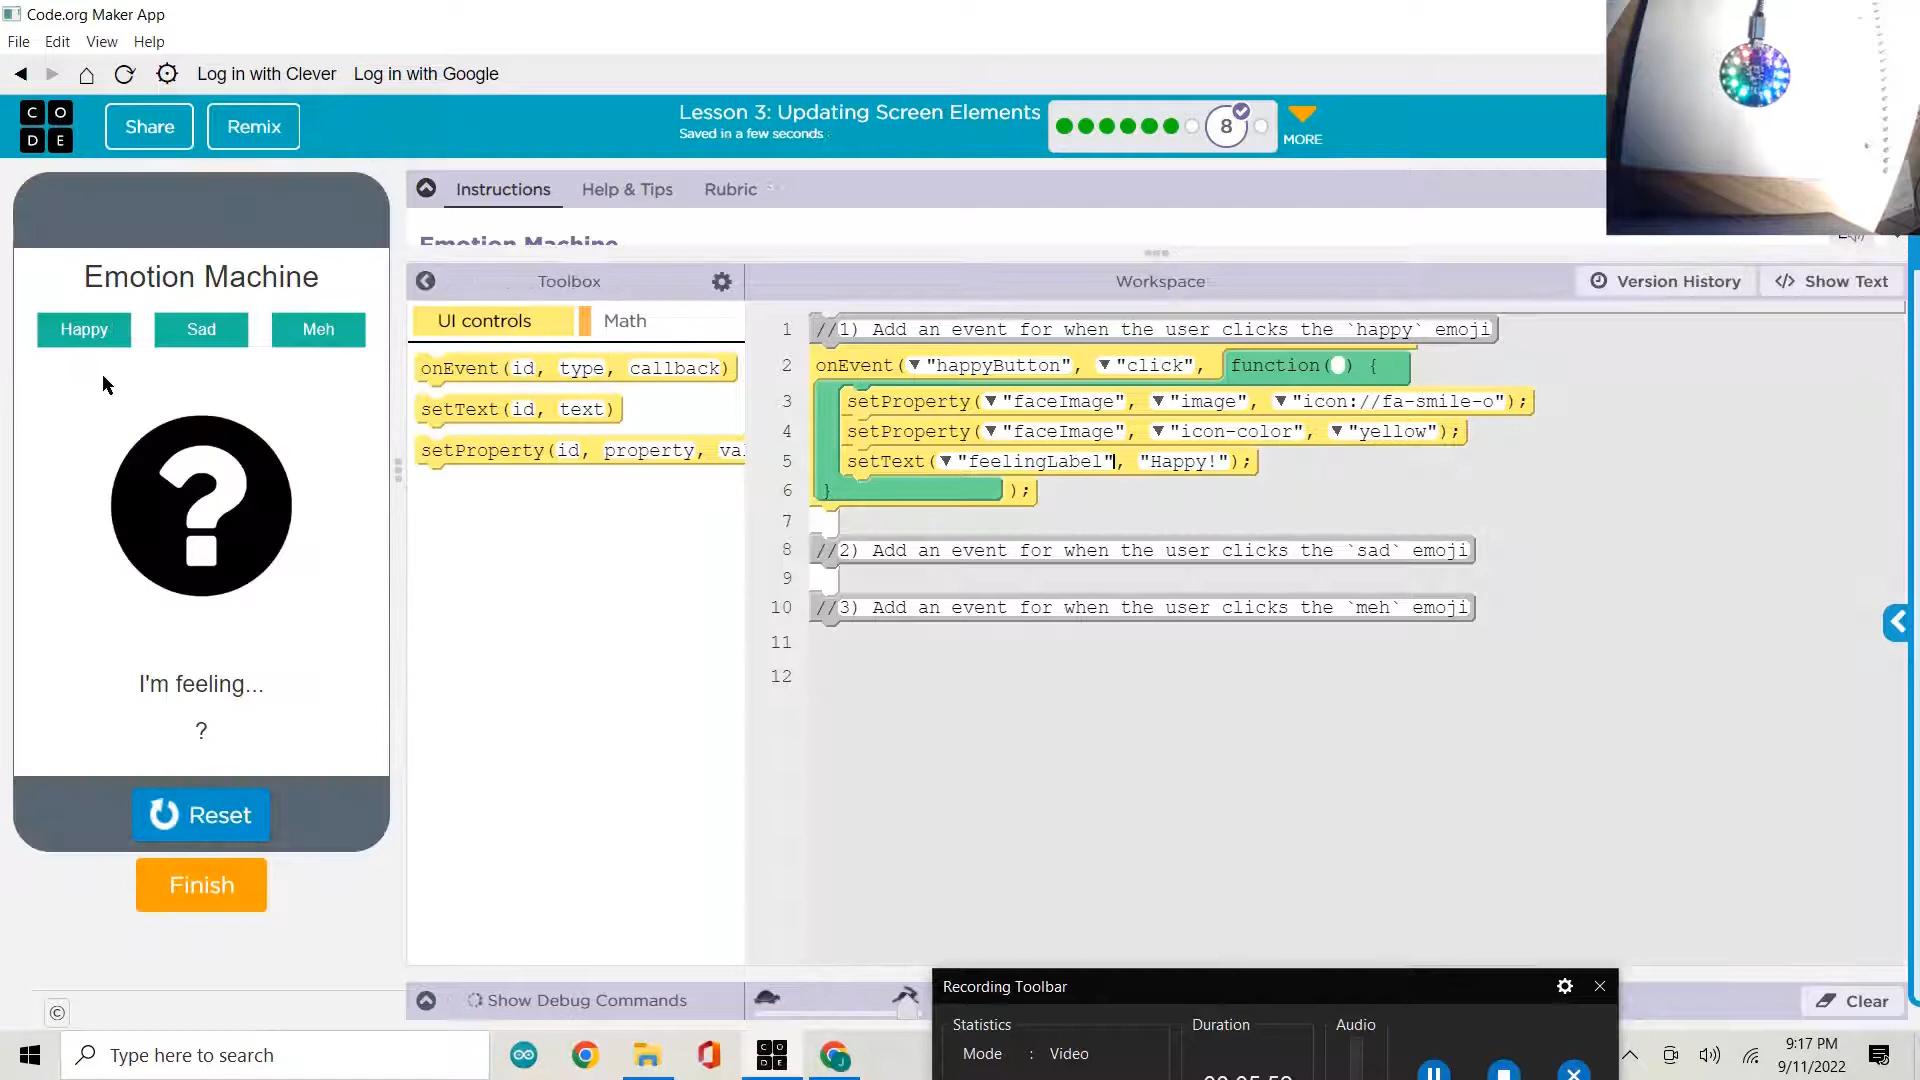 Code.org Maker App
File Edit View Help
Log in with Clever Log in with Google
C O
D E
Share
Remix
Lesson 3: Updating Screen Elements
Saved in a few seconds
8
MORE
Instructions Help & Tips Rubric
Emotion Machine
Toolbox
Workspace
Version History
</> Show Text
Emotion Machine
Happy
Sad
Meh
?
I'm feeling...
?
Reset
Finish
UI controls
Math
onEvent(id, type, callback)
setText(id, text)
setProperty(id, property, val
1 //1) Add an event for when the user clicks the `happy` emoji
2 onEvent(▼"happyButton", ▼"click", function() {
3 setProperty(▼"faceImage", ▼"image", ▼"icon://fa-smile-o");
4 setProperty(▼"faceImage", ▼"icon-color", ▼"yellow");
5 setText(▼"feelingLabel", "Happy!");
6 } );
7
8 //2) Add an event for when the user clicks the `sad` emoji
9
10 //3) Add an event for when the user clicks the `meh` emoji
11
12
©
Show Debug Commands
Clear
Recording Toolbar
Statistics
Duration
Audio
Mode : Video
Type here to search
C O
D E
9:17 PM
9/11/2022